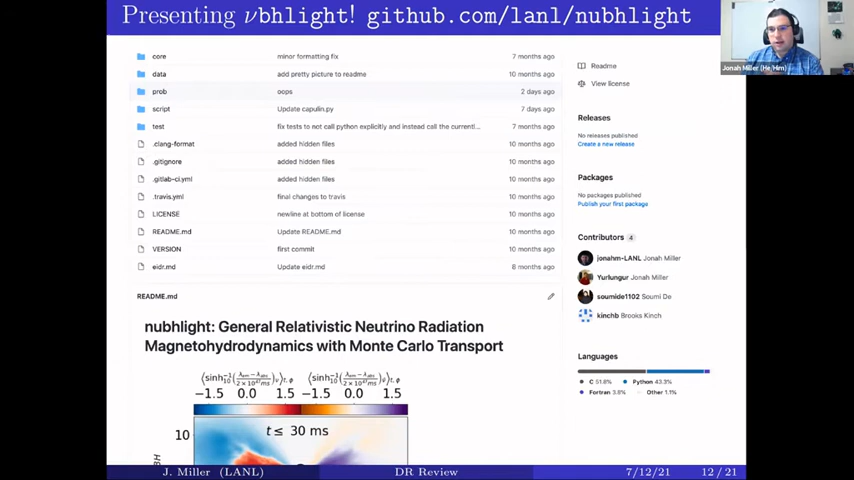 Presenting νbhlight! github.com/lanl/nubhlight
Jonah Miller (He/Him)
core minor formatting fix 7 months ago
data add pretty picture to readme 10 months ago
prob oops 2 days ago
script Update capulin.py 7 days ago
test fix tests to not call python explicitly and instead call the currentl... 7 months ago
.clang-format added hidden files 10 months ago
.gitignore added hidden files 10 months ago
.gitlab-ci.yml added hidden files 10 months ago
.travis.yml final changes to travis 10 months ago
LICENSE newline at bottom of license 10 months ago
README.md Update README.md 10 months ago
VERSION first commit 10 months ago
eidr.md Update eidr.md 8 months ago
Readme
View license
Releases
No releases published
Create a new release
Packages
No packages published
Publish your first package
Contributors 4
jonahm-LANL Jonah Miller
Yurlungur Jonah Miller
soumide1102 Soumi De
kinchb Brooks Kinch
Languages
C 51.8% Python 43.3%
Fortran 3.8% Other 1.1%
README.md
nubhlight: General Relativistic Neutrino Radiation
Magnetohydrodynamics with Monte Carlo Transport
−1.5 0.0 1.5 −1.5 0.0 1.5
t ≤ 30 ms
10
J. Miller (LANL) DR Review 7/12/21 12 / 21